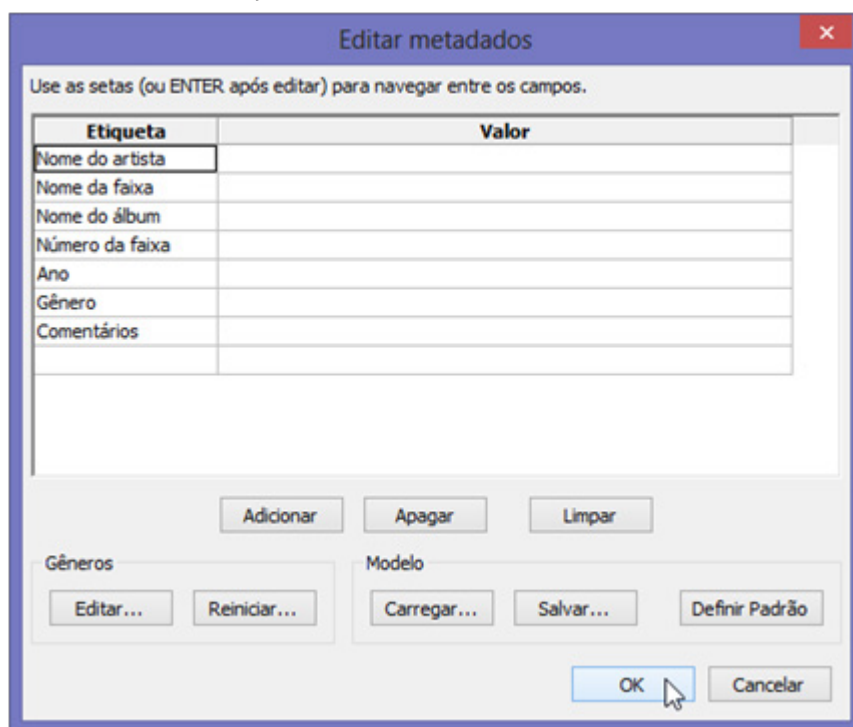 Editar metadados
Use as setas (ou ENTER após editar) para navegar entre os campos.
Etiqueta Valor
Nome do artista
Nome da faixa
Nome do álbum
Número da faixa
Ano
Gênero
Comentários
Adicionar Apagar Limpar
Gêneros Modelo
Editar... Reiniciar... Carregar... Salvar... Definir Padrão
OK Cancelar